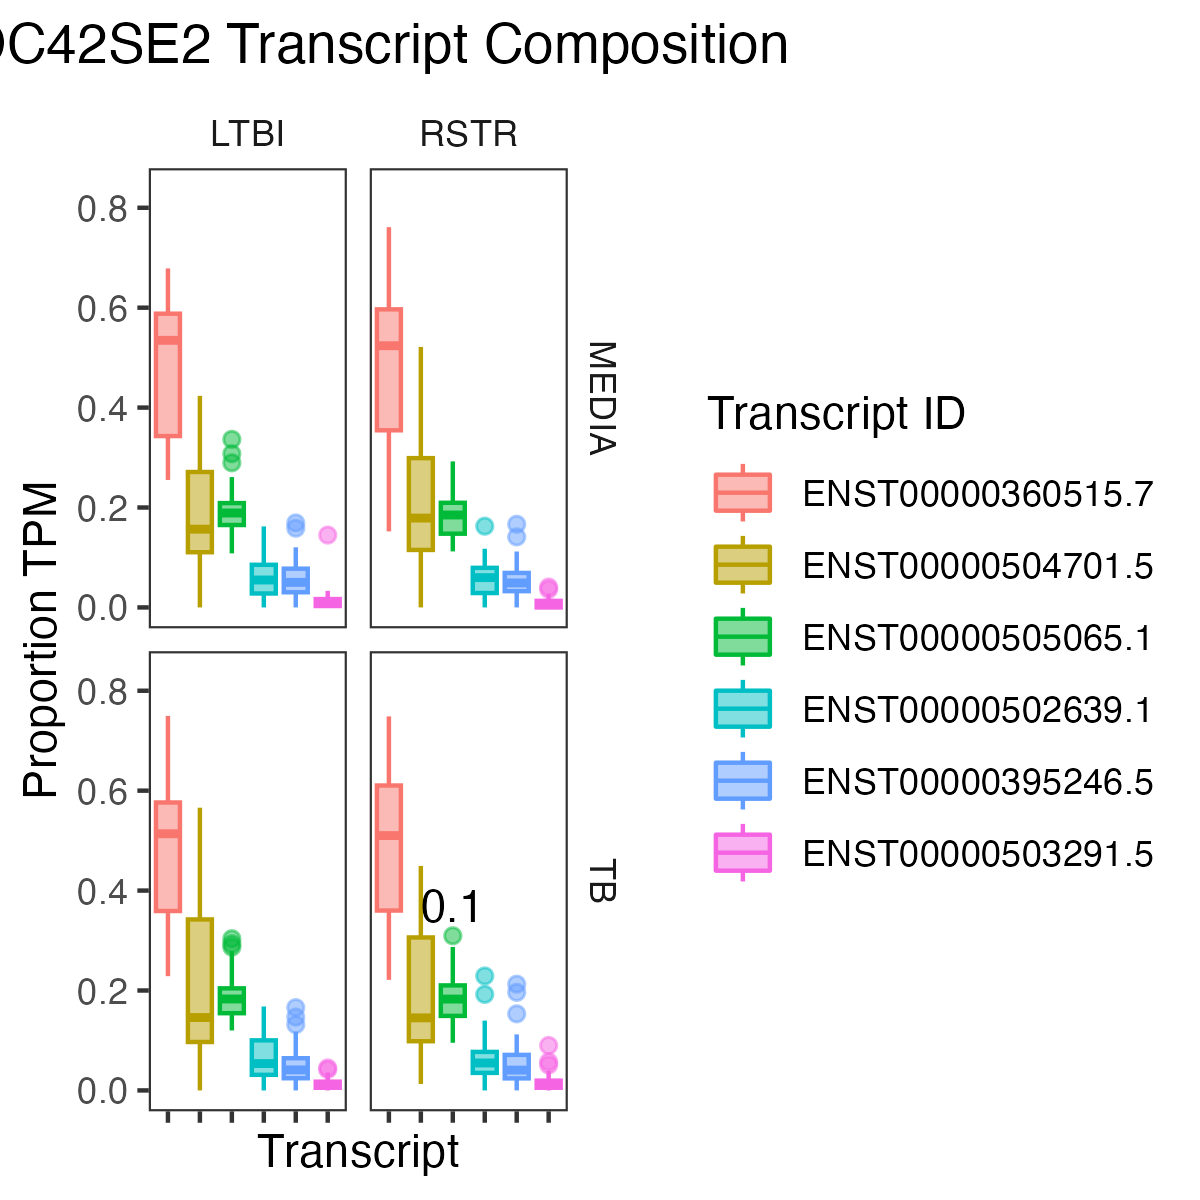 C42SE2 Transcript Composition
LTBI
RSTR
0.8
0.6
0.4
0.2
0.0
MEDIA
0.8
0.6
0.4
0.2
0.0
0.1
TB
Proportion TPM
Transcript
Transcript ID
ENST00000360515.7
ENST00000504701.5
ENST00000505065.1
ENST00000502639.1
ENST00000395246.5
ENST00000503291.5